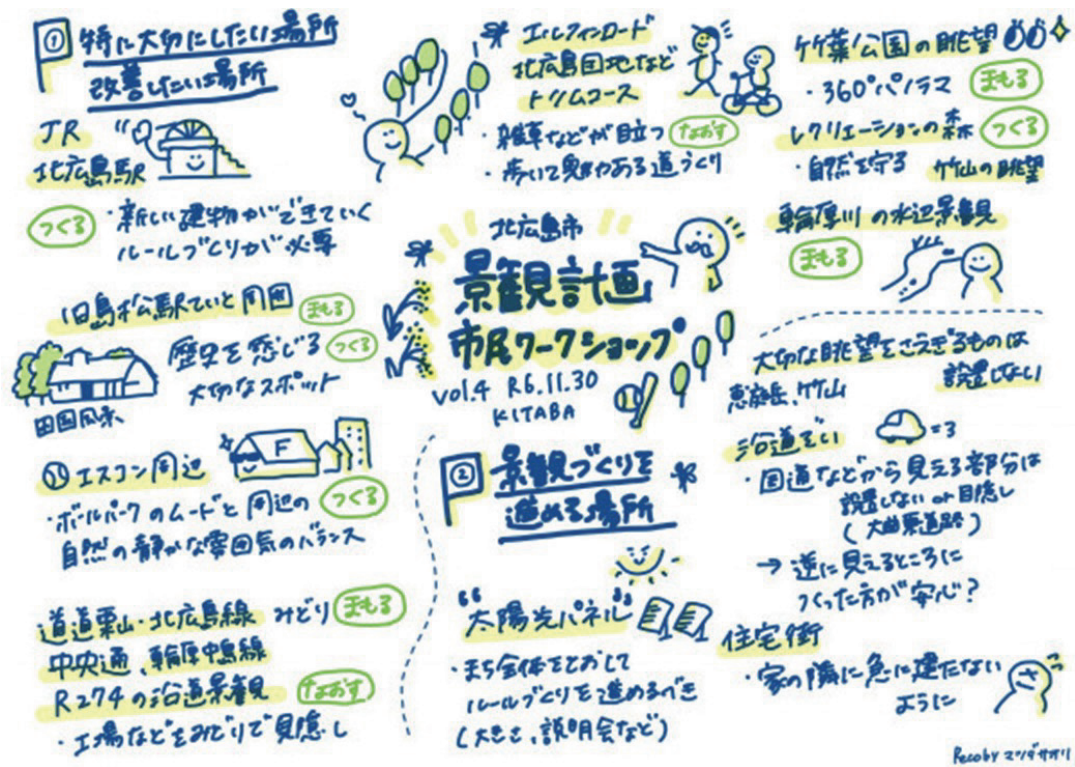 北広島市
景観計画
市民ワークショップ
vol.4 R6.11.30
KITABA
① 特に大切にしたい場所
改善したい場所
JR
北広島駅
つくる
・新しい建物ができていく
ルールづくりが必要
旧島松駅てい と周囲 まもる
歴史を感じる つくる
大切なスポット
田園風景
F
エスコン周辺
つくる
・ボールパークのムードと周辺の
自然の静かな雰囲気のバランス
道道栗山・北広島線 みどり まもる
中央通、輪厚中島線
R274の沿道景観 なおす
・工場などをみどりで見隠し
エルフィンロード
北広島団地など
トリムコース
・雑草などが目立つ なおす
・歩いて魅力ある道づくり
竹葉公園の眺望
・360°パノラマ まもる
レクリエーションの森 つくる
・自然を守る 竹山の眺望
輪厚川の水辺景観
まもる
② 景観づくりを
進める場所
"太陽光パネル"
・まち全体をとおして
ルールづくりを進めるべき
(大きさ、説明会など)
大切な眺望をさえぎるものは
設置しない
恵庭岳、竹山
沿道ぞい
=3
・国道などから見える部分は
設置しない or 目隠し
(大曲東道路)
→ 逆に見えるところに
つくった方が安心?
住宅街
・家の隣に急に建たない
ように
Reco by マツダサオリ